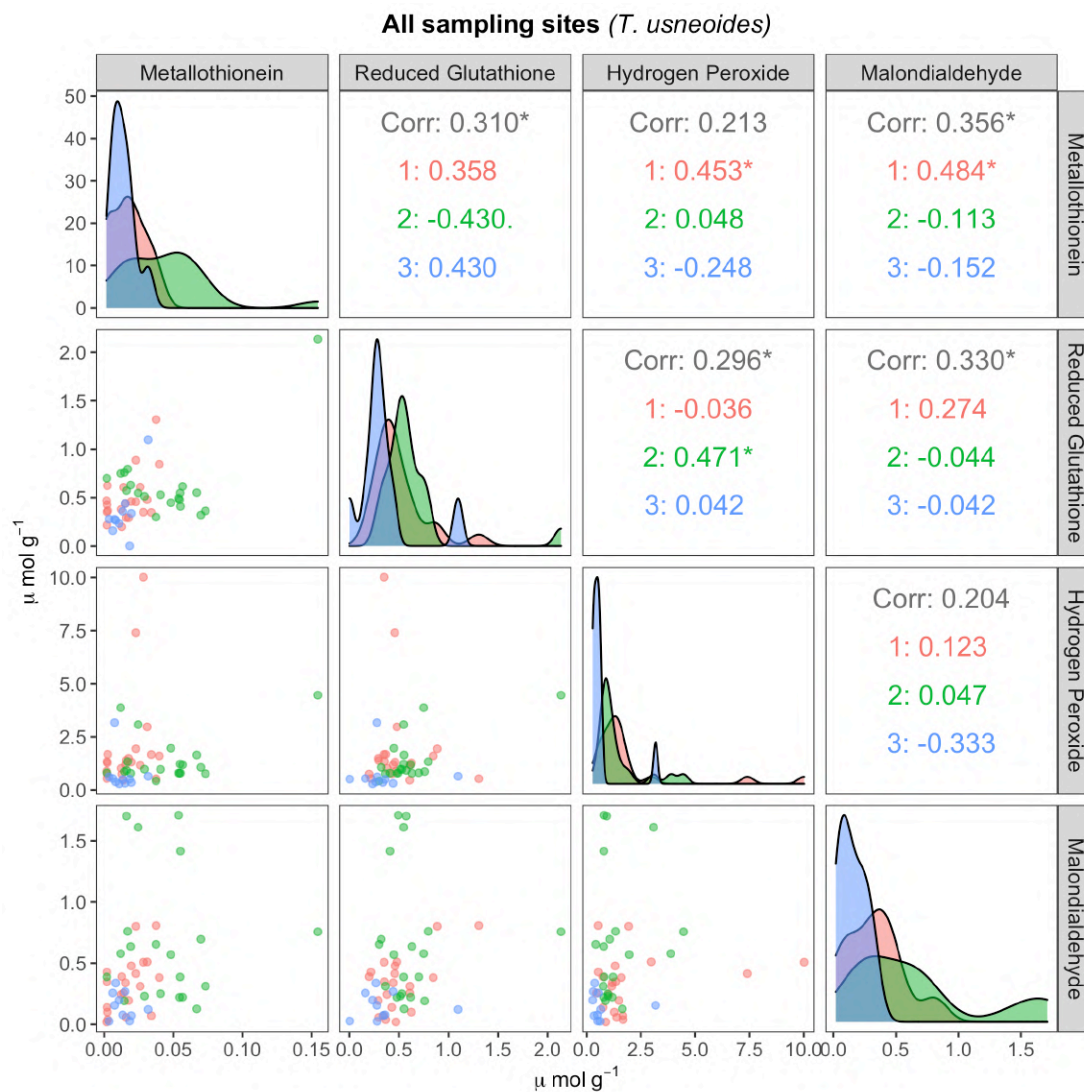 All sampling sites (T. usneoides)
Metallothionein
Reduced Glutathione
Hydrogen Peroxide
Malondialdehyde
50
40
30
20
10
0
Corr: 0.310*
1: 0.358
2: -0.430.
3: 0.430
Corr: 0.213
1: 0.453*
2: 0.048
3: -0.248
Corr: 0.356*
1: 0.484*
2: -0.113
3: -0.152
Metallothionein
2.0
1.5
1.0
0.5
0.0
Corr: 0.296*
1: -0.036
2: 0.471*
3: 0.042
Corr: 0.330*
1: 0.274
2: -0.044
3: -0.042
Reduced Glutathione
μ mol g⁻¹
10.0
7.5
5.0
2.5
0.0
Corr: 0.204
1: 0.123
2: 0.047
3: -0.333
Hydrogen Peroxide
1.5
1.0
0.5
0.0
Malondialdehyde
0.00 0.05 0.10 0.15 0.0 0.5 1.0 1.5 2.0 0.0 2.5 5.0 7.5 10.0 0.0 0.5 1.0 1.5
μ mol g⁻¹